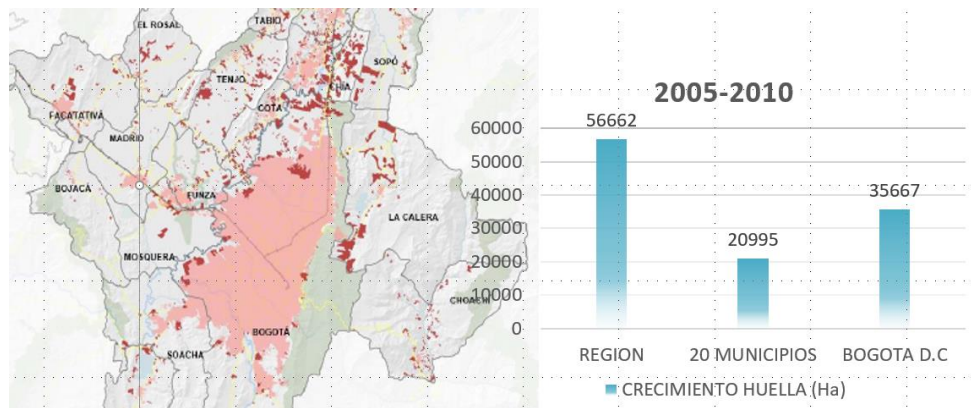 TABIO
EL ROSAL
SOPÓ
TENJO
CHÍA
COTA
FACATATIVÁ
MADRID
BOJACÁ
FUNZA
LA CALERA
MOSQUERA
CHOACHÍ
BOGOTÁ
SOACHA
2005-2010
56662
60000
50000
35667
40000
30000
20995
20000
10000
0
REGION 20 MUNICIPIOS BOGOTA D.C
CRECIMIENTO HUELLA (Ha)